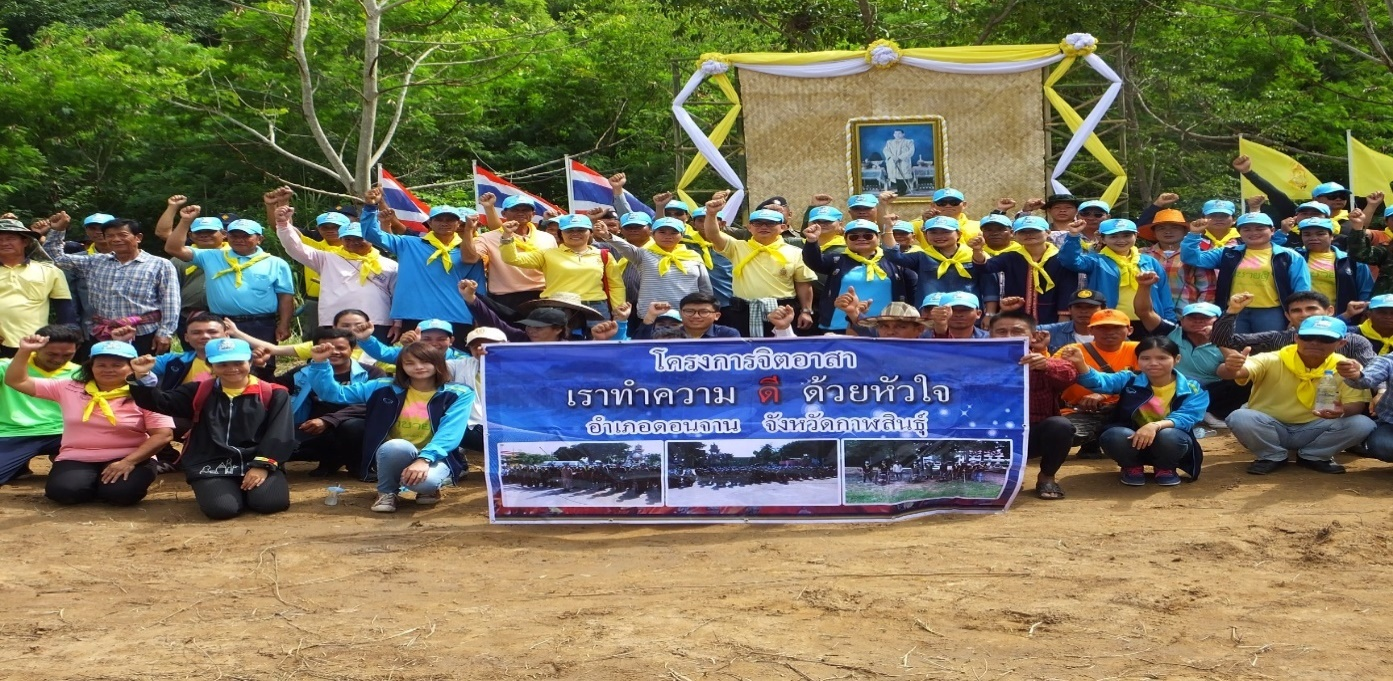 โครงการจิตอาสา
เราทำความ ดี ด้วยหัวใจ
อำเภอดอนจาน จังหวัดกาฬสินธุ์